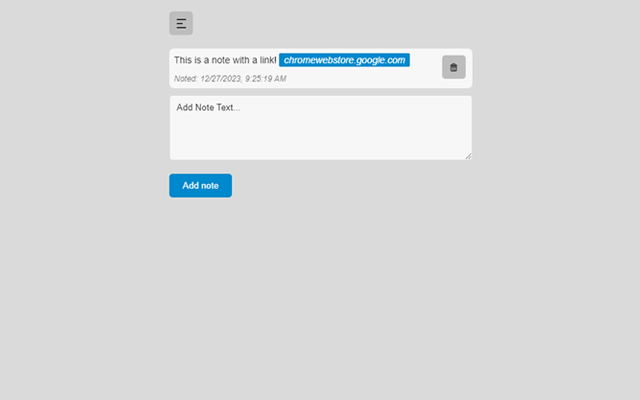 This is a note with a link! chromewebstore.google.com
Noted: 12/27/2023, 9:25:19 AM
Add Note Text...
Add note